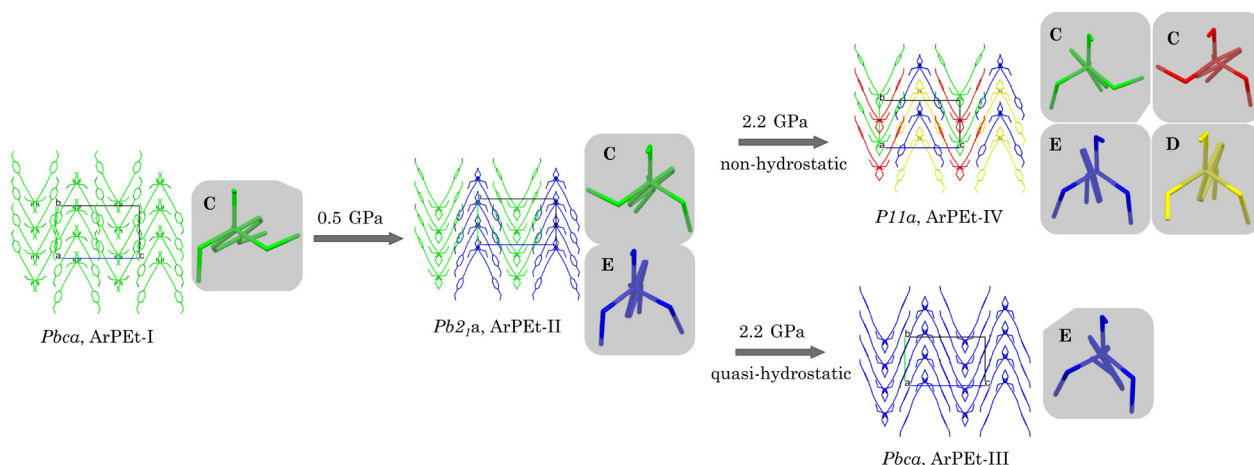 C
C
2.2 GPa
non-hydrostatic
b
a
c
E
D
P11a, ArPEt-IV
C
0.5 GPa
b
a
c
C
E
Pbca, ArPEt-I
Pb2₁a, ArPEt-II
2.2 GPa
quasi-hydrostatic
b
a
c
E
Pbca, ArPEt-III